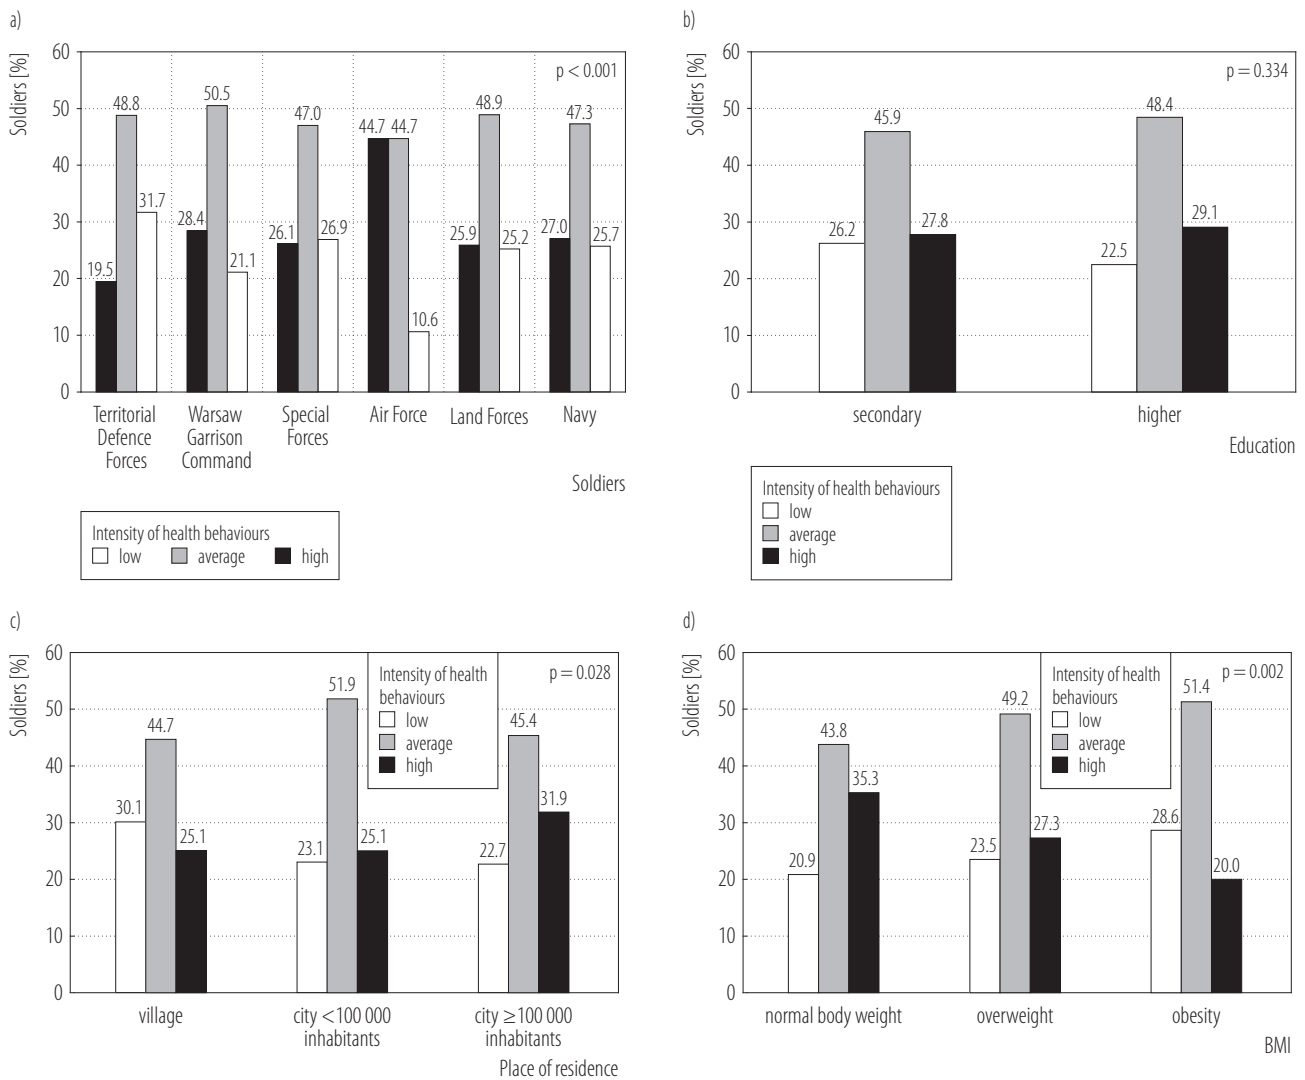 a)
Soldiers [%]
60
50
40
30
20
10
0
p < 0.001
19.5 48.8 31.7
28.4 50.5 21.1
26.1 47.0 26.9
44.7 44.7 10.6
25.9 48.9 25.2
27.0 47.3 25.7
Territorial
Defence
Forces
Warsaw
Garrison
Command
Special
Forces
Air Force
Land Forces
Navy
Soldiers
Intensity of health behaviours
low average high
b)
Soldiers [%]
60
50
40
30
20
10
0
p = 0.334
26.2 45.9 27.8
22.5 48.4 29.1
secondary
higher
Education
Intensity of health behaviours
low
average
high
c)
Soldiers [%]
60
50
40
30
20
10
0
Intensity of health
behaviours
low
average
high
p = 0.028
30.1 44.7 25.1
23.1 51.9 25.1
22.7 45.4 31.9
village
city <100 000
inhabitants
city ≥100 000
inhabitants
Place of residence
d)
Soldiers [%]
60
50
40
30
20
10
0
Intensity of health
behaviours
low
average
high
p = 0.002
20.9 43.8 35.3
23.5 49.2 27.3
28.6 51.4 20.0
normal body weight
overweight
obesity
BMI